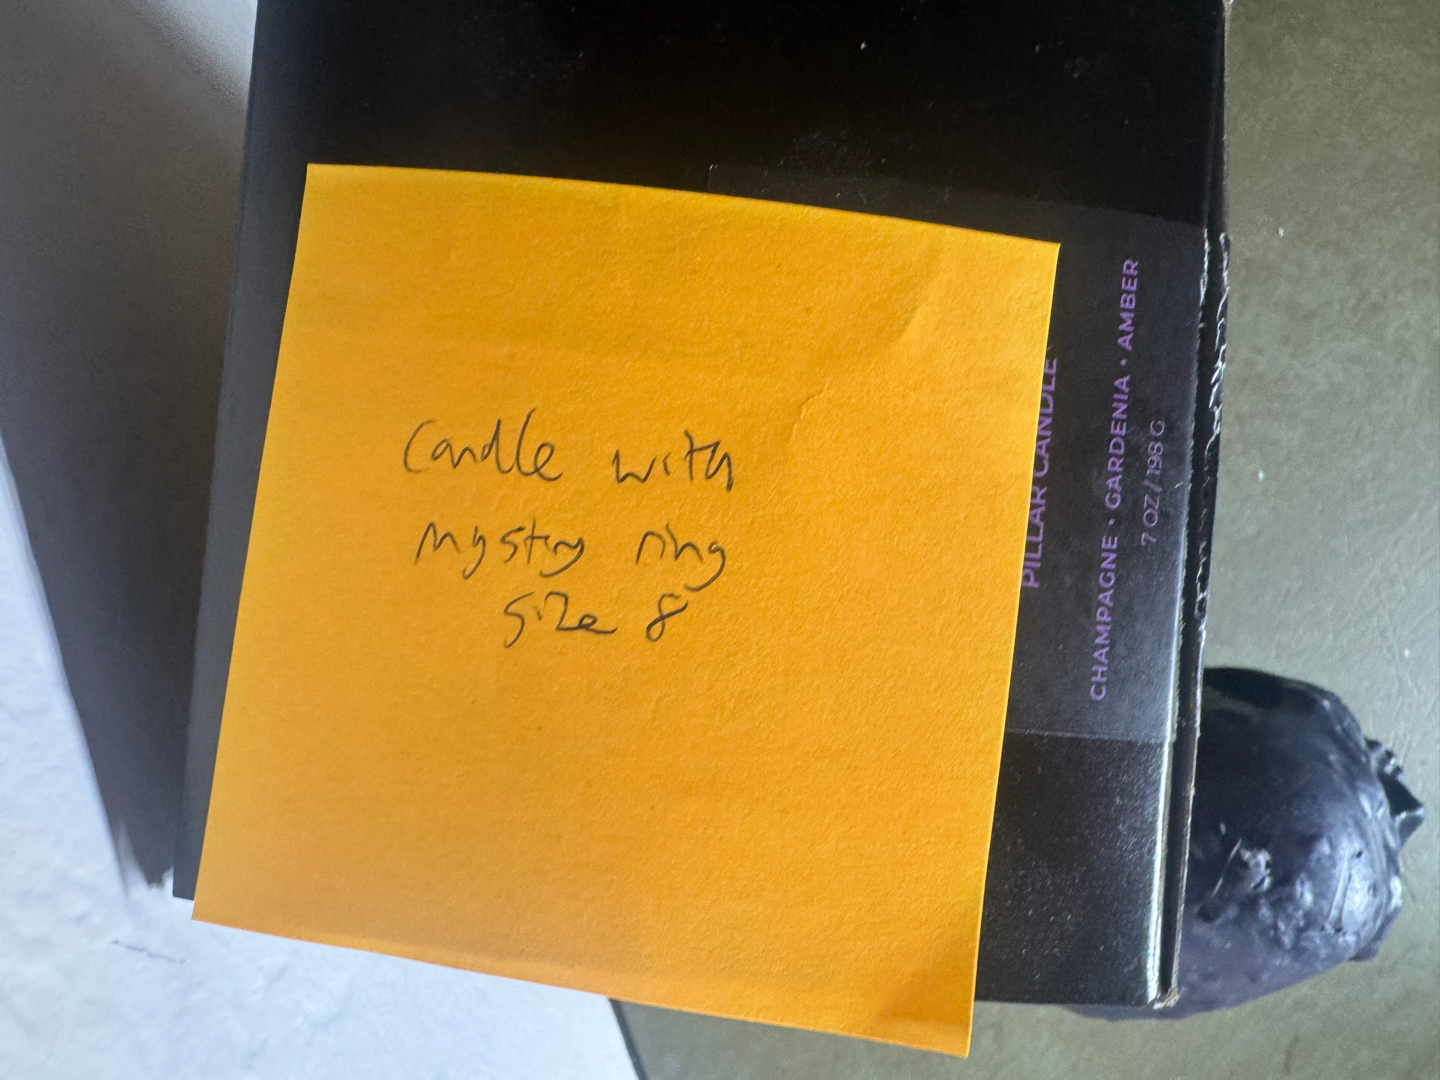 Candle with
mystery ring
size 8
PILLAR CANDLE
CHAMPAGNE • GARDENIA • AMBER
7 OZ / 198 G